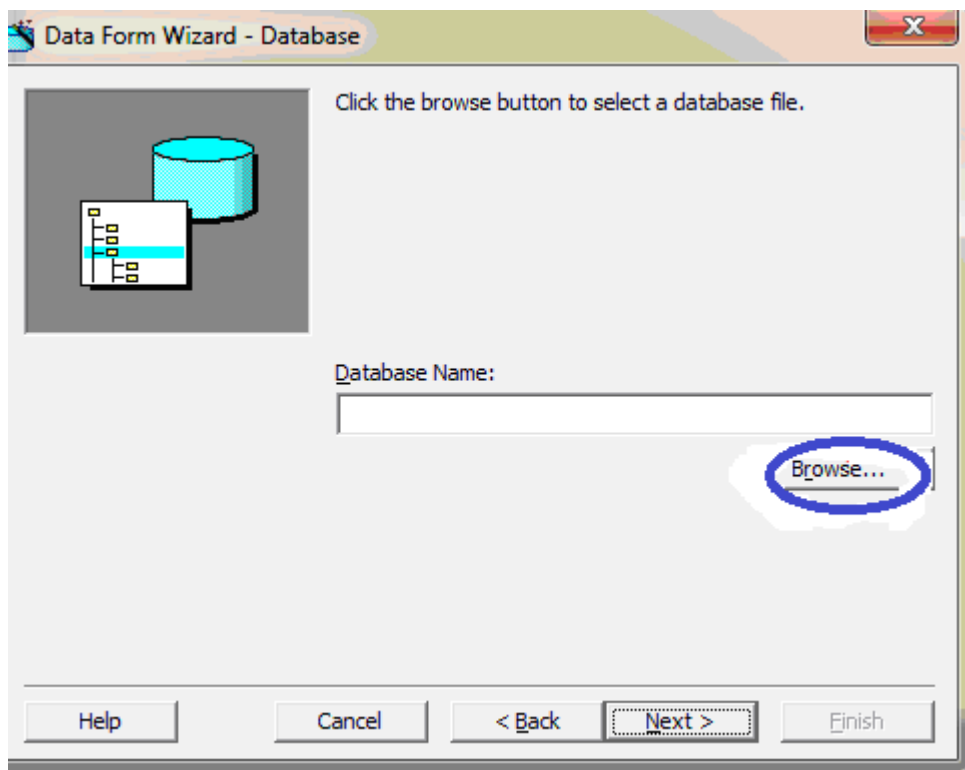 Data Form Wizard - Database
X
Click the browse button to select a database file.
Database Name:
Browse...
Help Cancel < Back Next > Finish